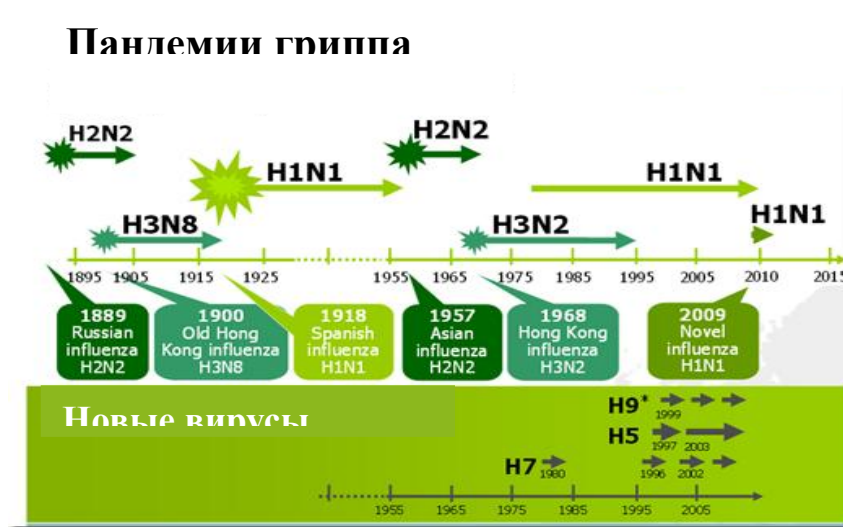 Пандемии гриппа
H2N2
H2N2
H1N1
H1N1
H1N1
H3N8
H3N2
1895 1905 1915 1925 1955 1965 1975 1985 1995 2005 2010 2015
1889
Russian
influenza
H2N2
1900
Old Hong
Kong influenza
H3N8
1918
Spanish
influenza
H1N1
1957
Asian
influenza
H2N2
1968
Hong Kong
influenza
H3N2
2009
Novel
influenza
H1N1
Новые вирусы
H9*
1999
H5
1997 2003
H7
1980 1996 2002
1955 1965 1975 1985 1995 2005